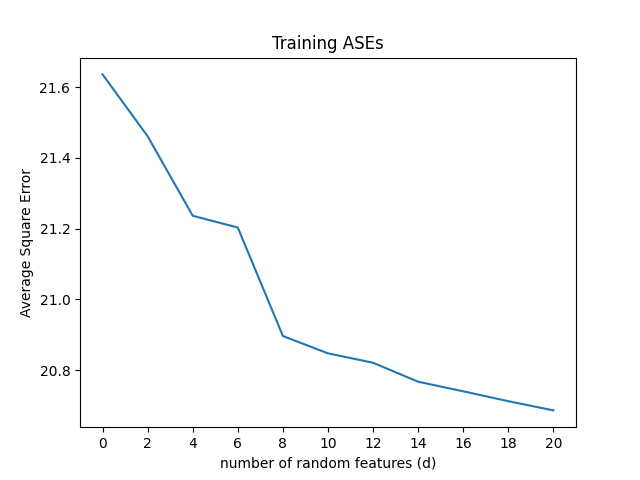 Training ASEs
Average Square Error
21.6
21.4
21.2
21.0
20.8
0 2 4 6 8 10 12 14 16 18 20
number of random features (d)